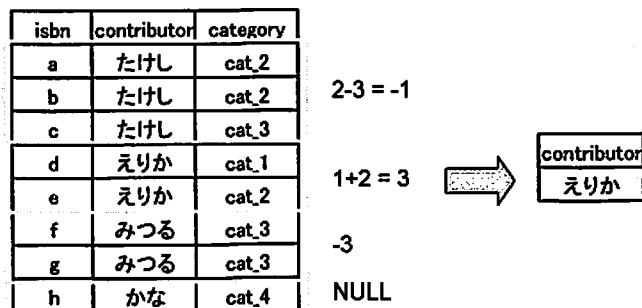 isbn contributor category
a たけし cat_2
b たけし cat_2
c たけし cat_3
d えりか cat_1
e えりか cat_2
f みつる cat_3
g みつる cat_3
h かな cat_4
2-3 = -1
1+2 = 3
-3
NULL
contributor
えりか